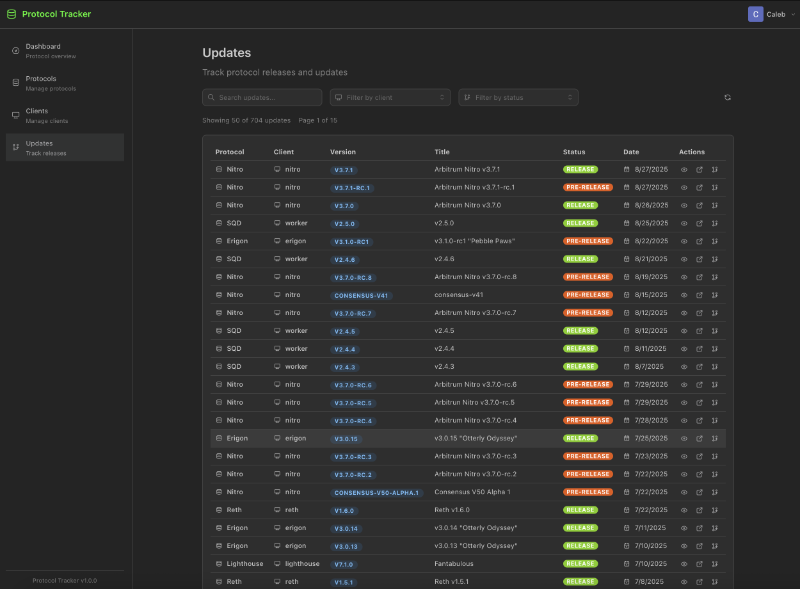 Protocol Tracker
C Caleb
Dashboard
Protocol overview
Protocols
Manage protocols
Clients
Manage clients
Updates
Track releases
Updates
Track protocol releases and updates
Search updates... Filter by client Filter by status
Showing 50 of 704 updates Page 1 of 15
Protocol Client Version Title Status Date Actions
Nitro nitro V3.7.1 Arbitrum Nitro v3.7.1 RELEASE 8/27/2025
Nitro nitro V3.7.1-RC.1 Arbitrum Nitro v3.7.1-rc.1 PRE-RELEASE 8/27/2025
Nitro nitro V3.7.0 Arbitrum Nitro v3.7.0 RELEASE 8/26/2025
SQD worker V2.5.0 v2.5.0 RELEASE 8/25/2025
Erigon erigon V3.1.0-RC1 v3.1.0-rc1 "Pebble Paws" PRE-RELEASE 8/22/2025
SQD worker V2.4.6 v2.4.6 RELEASE 8/21/2025
Nitro nitro V3.7.0-RC.8 Arbitrum Nitro v3.7.0-rc.8 PRE-RELEASE 8/19/2025
Nitro nitro CONSENSUS-V41 consensus-v41 PRE-RELEASE 8/15/2025
Nitro nitro V3.7.0-RC.7 Arbitrum Nitro v3.7.0-rc.7 PRE-RELEASE 8/12/2025
SQD worker V2.4.5 v2.4.5 RELEASE 8/12/2025
SQD worker V2.4.4 v2.4.4 RELEASE 8/11/2025
SQD worker V2.4.3 v2.4.3 RELEASE 8/7/2025
Nitro nitro V3.7.0-RC.6 Arbitrum Nitro v3.7.0-rc.6 PRE-RELEASE 7/29/2025
Nitro nitro V3.7.0-RC.5 Arbitrum Nitro v3.7.0-rc.5 PRE-RELEASE 7/29/2025
Nitro nitro V3.7.0-RC.4 Arbitrum Nitro v3.7.0-rc.4 PRE-RELEASE 7/28/2025
Erigon erigon V3.0.15 v3.0.15 "Otterly Odyssey" RELEASE 7/25/2025
Nitro nitro V3.7.0-RC.3 Arbitrum Nitro v3.7.0-rc.3 PRE-RELEASE 7/23/2025
Nitro nitro V3.7.0-RC.2 Arbitrum Nitro v3.7.0-rc.2 PRE-RELEASE 7/22/2025
Nitro nitro CONSENSUS-V50-ALPHA.1 Consensus V50 Alpha 1 PRE-RELEASE 7/22/2025
Reth reth V1.6.0 Reth v1.6.0 RELEASE 7/22/2025
Erigon erigon V3.0.14 v3.0.14 "Otterly Odyssey" RELEASE 7/11/2025
Erigon erigon V3.0.13 v3.0.13 "Otterly Odyssey" RELEASE 7/10/2025
Lighthouse lighthouse V7.1.0 Fantabulous RELEASE 7/10/2025
Reth reth V1.5.1 Reth v1.5.1 RELEASE 7/8/2025
Protocol Tracker v1.0.0